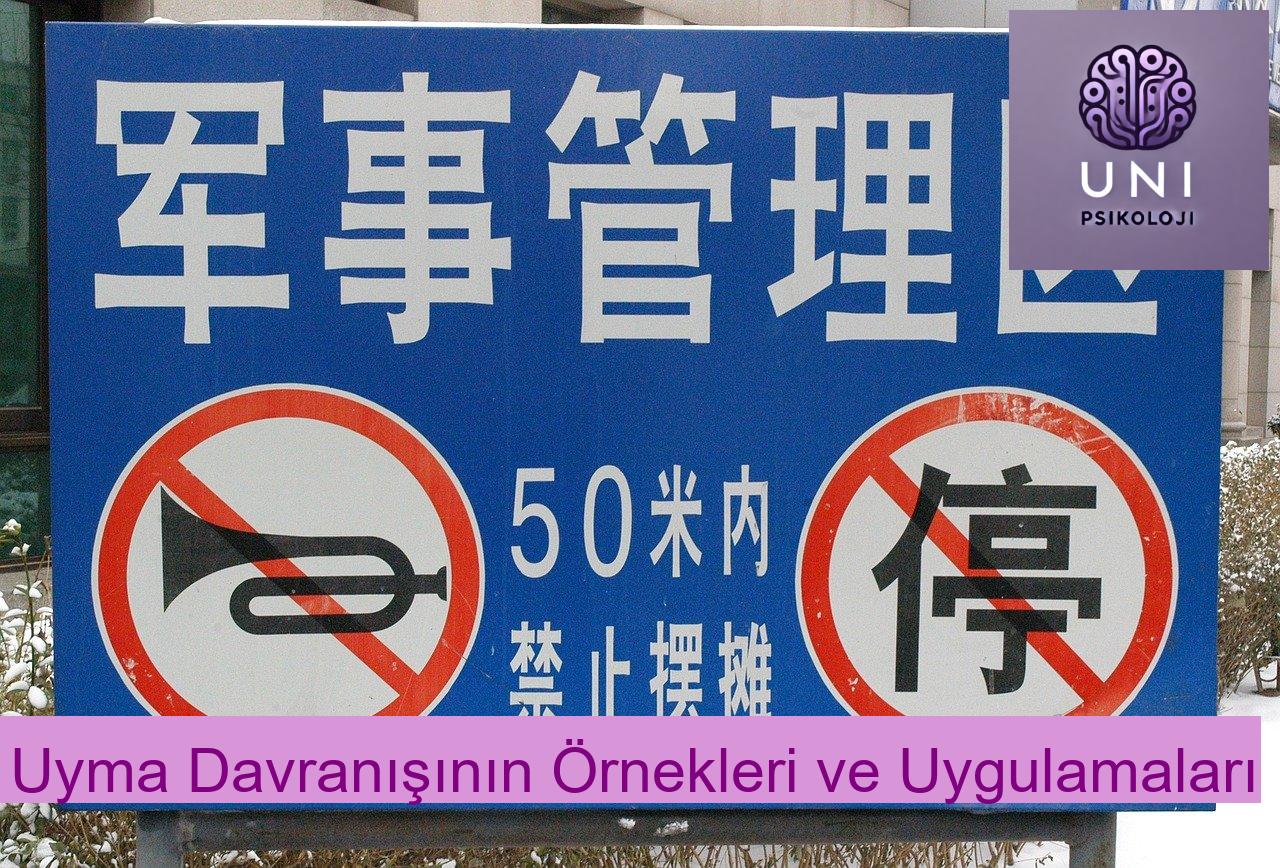 军事管理区
UNI
PSIKOLOJI
50米内
停
禁止摆摊
Uyma Davranışının Örnekleri ve Uygulamaları